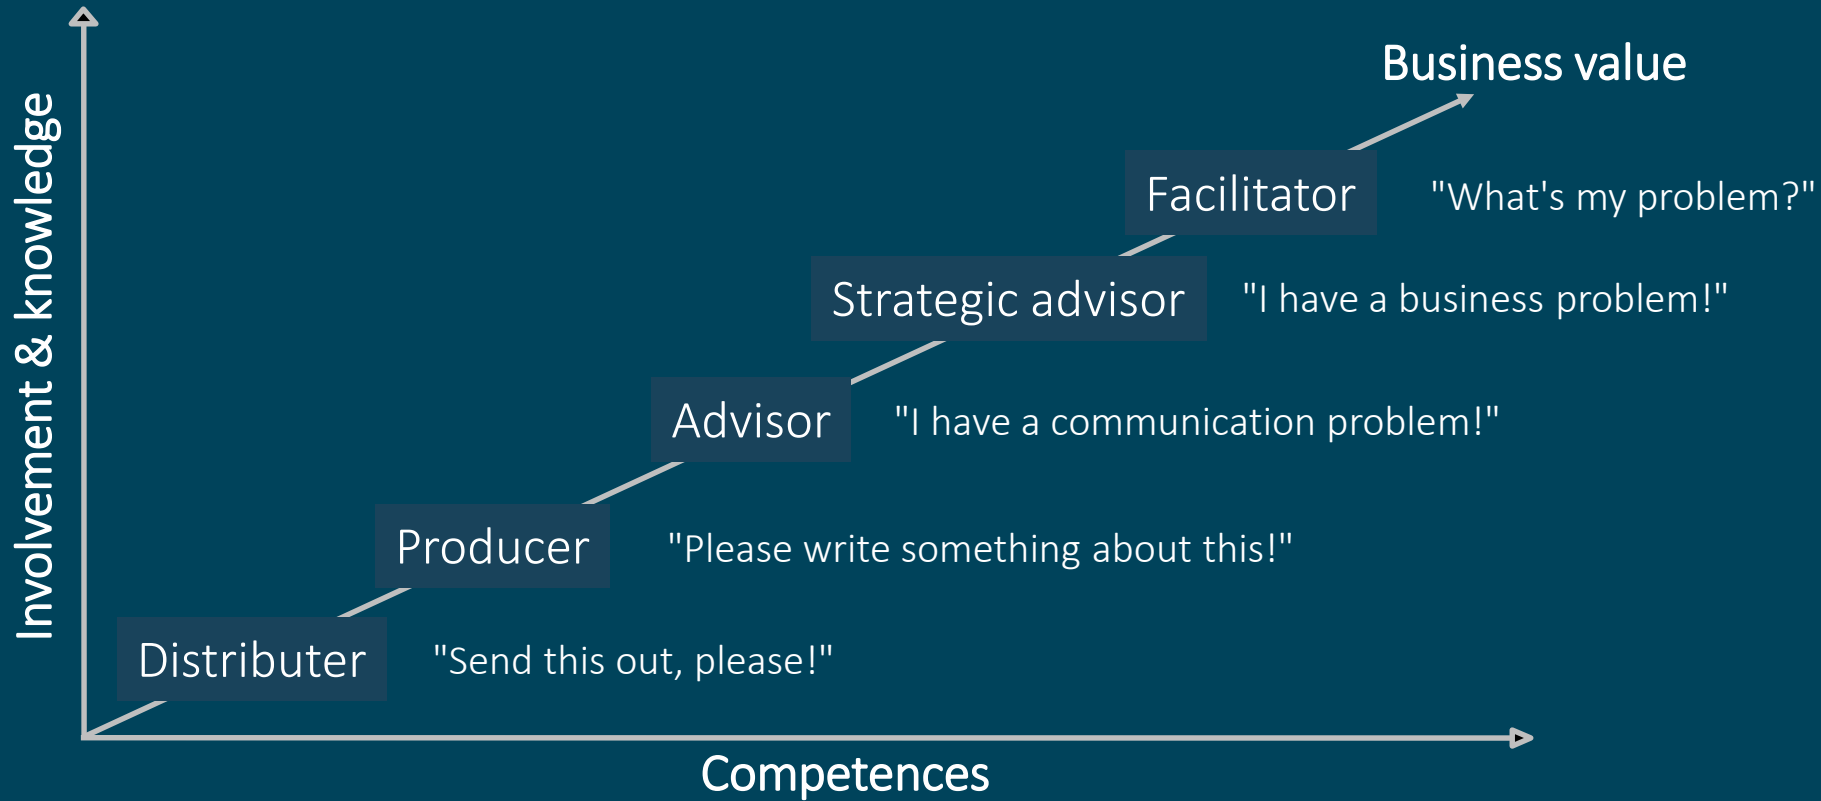 Business value
Involvement & knowledge
Facilitator
"What's my problem?"
Strategic advisor
"I have a business problem!"
Advisor
"I have a communication problem!"
Producer
"Please write something about this!"
Distributer
"Send this out, please!"
Competences